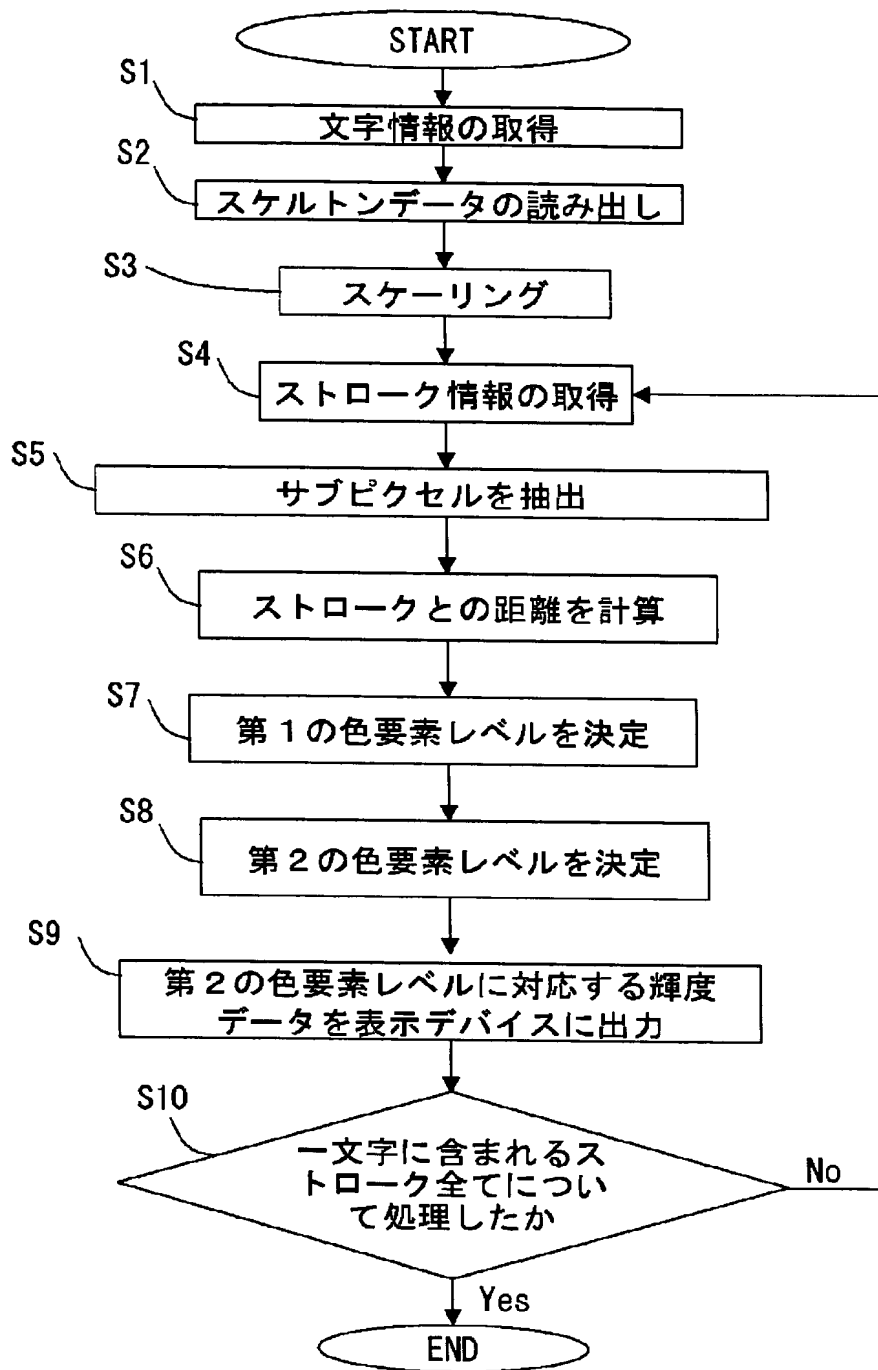 START
S1
文字情報の取得
S2
スケルトンデータの読み出し
S3
スケーリング
S4
ストローク情報の取得
S5
サブピクセルを抽出
S6
ストロークとの距離を計算
S7
第1の色要素レベルを決定
S8
第2の色要素レベルを決定
S9
第2の色要素レベルに対応する輝度
データを表示デバイスに出力
S10
一文字に含まれるス
トローク全てについ
て処理したか
No
Yes
END